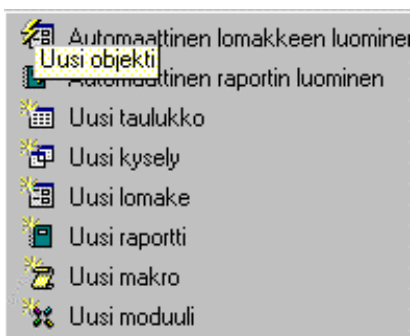 Automaattinen lomakkeen luominen
Uusi objekti
Automaattinen raportin luominen
Uusi taulukko
Uusi kysely
Uusi lomake
Uusi raportti
Uusi makro
Uusi moduuli